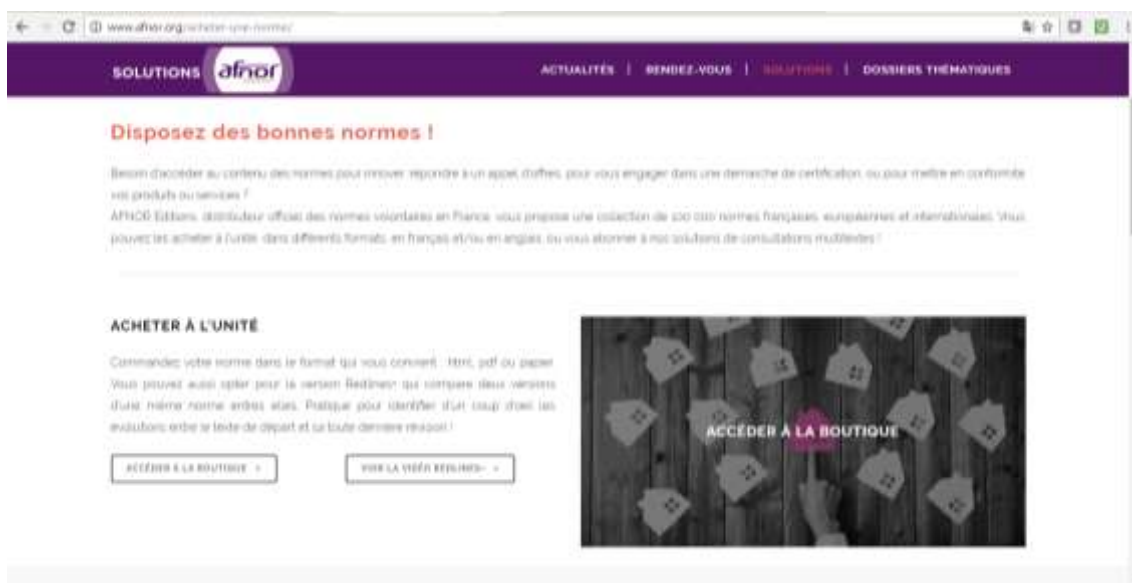 www.afnor.org/acheter-une-norme/
SOLUTIONS afnor
ACTUALITÉS | RENDEZ-VOUS | SOLUTIONS | DOSSIERS THÉMATIQUES
Disposez des bonnes normes !
Besoin d'accéder au contenu des normes pour innover, répondre à un appel d'offres, pour vous engager dans une démarche de certification, ou pour mettre en conformité
vos produits ou services ?
AFNOR Editions, distributeur officiel des normes volontaires en France, vous propose une collection de 100 000 normes françaises, européennes et internationales. Vous
pouvez les acheter à l'unité, dans différents formats, en français et/ou en anglais, ou vous abonner à nos solutions de consultations multitextes !
ACHETER À L'UNITÉ
Commandez votre norme dans le format qui vous convient : Html, pdf ou papier.
Vous pouvez aussi opter pour la version Redlines+ qui compare deux versions
d'une même norme entres elles. Pratique pour identifier d'un coup d'oeil les
évolutions entre le texte de départ et sa toute dernière révision !
ACCÉDER À LA BOUTIQUE >
VOIR LA VIDÉO REDLINES+ >
ACCÉDER À LA BOUTIQUE